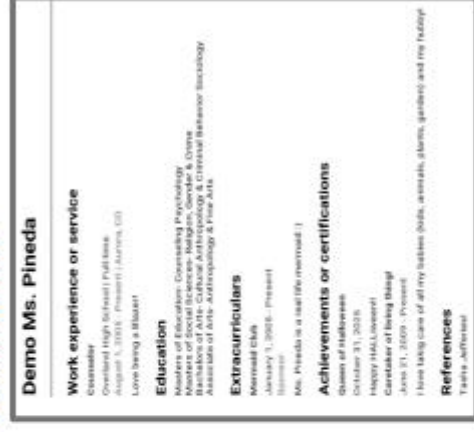 Demo Ms. Pineda
Work experience or service
Counselor
Overland High School | Full-time
August 1, 2005 - Present | Aurora, CO
Love being a Blazer!
Education
Masters of Education- Counseling Psychology
Masters of Social Sciences- Religion, Gender & Crime
Bachelors of Arts- Cultural Anthropology & Criminal Behavior Sociology
Associate of Arts- Anthropology & Fine Arts
Extracurriculars
Mermaid Club
January 1, - Present
Sponsor
Ms. Pineda is a real life mermaid :)
Achievements or certifications
Queen of Halloween
October 31,
Happy HALLoween!
Caretaker of living things!
June 21, 2009 - Present
I love taking care of all my babies (kids, animals, plants, garden) and my hubby!
References
Tasha Jefferson